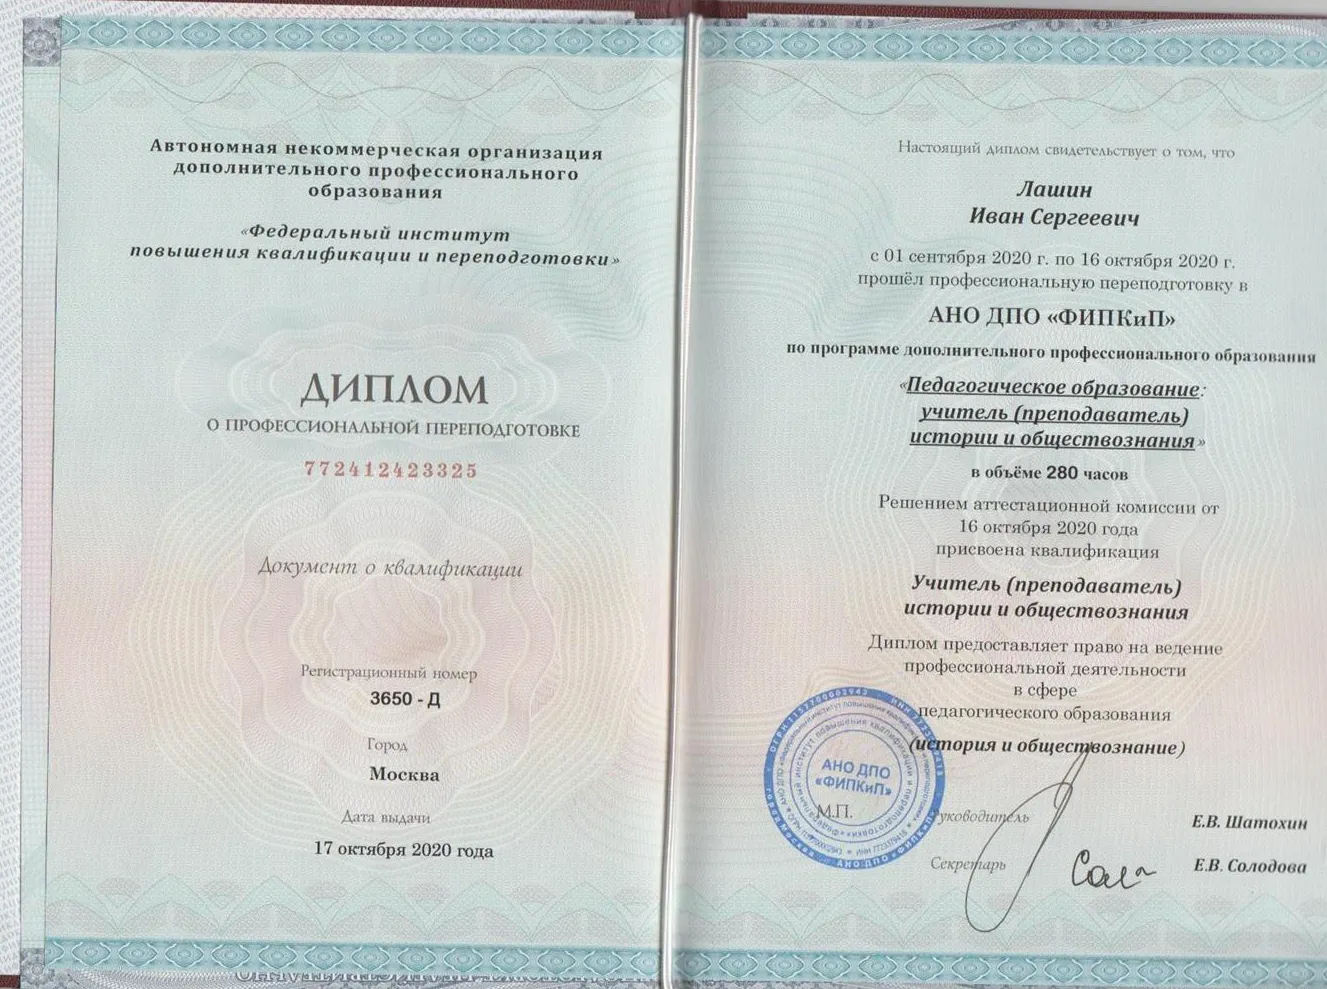 Автономная некоммерческая организация
дополнительного профессионального
образования
«Федеральный институт
повышения квалификации и переподготовки»
ДИПЛОМ
О ПРОФЕССИОНАЛЬНОЙ ПЕРЕПОДГОТОВКЕ
772412423325
Документ о квалификации
Регистрационный номер
3650 - Д
Город
Москва
Дата выдачи
17 октября 2020 года
Настоящий диплом свидетельствует о том, что
Лашин
Иван Сергеевич
с 01 сентября 2020 г. по 16 октября 2020 г.
прошёл профессиональную переподготовку в
АНО ДПО «ФИПКиП»
по программе дополнительного профессионального образования
«Педагогическое образование:
учитель (преподаватель)
истории и обществознания»
в объёме 280 часов
Решением аттестационной комиссии от
16 октября 2020 года
присвоена квалификация
Учитель (преподаватель)
истории и обществознания
Диплом предоставляет право на ведение
профессиональной деятельности
в сфере
педагогического образования
(история и обществознание)
АНО ДПО
«ФИПКиП»
М.П.
Руководитель
Е.В. Шатохин
Секретарь
Е.В. Солодова